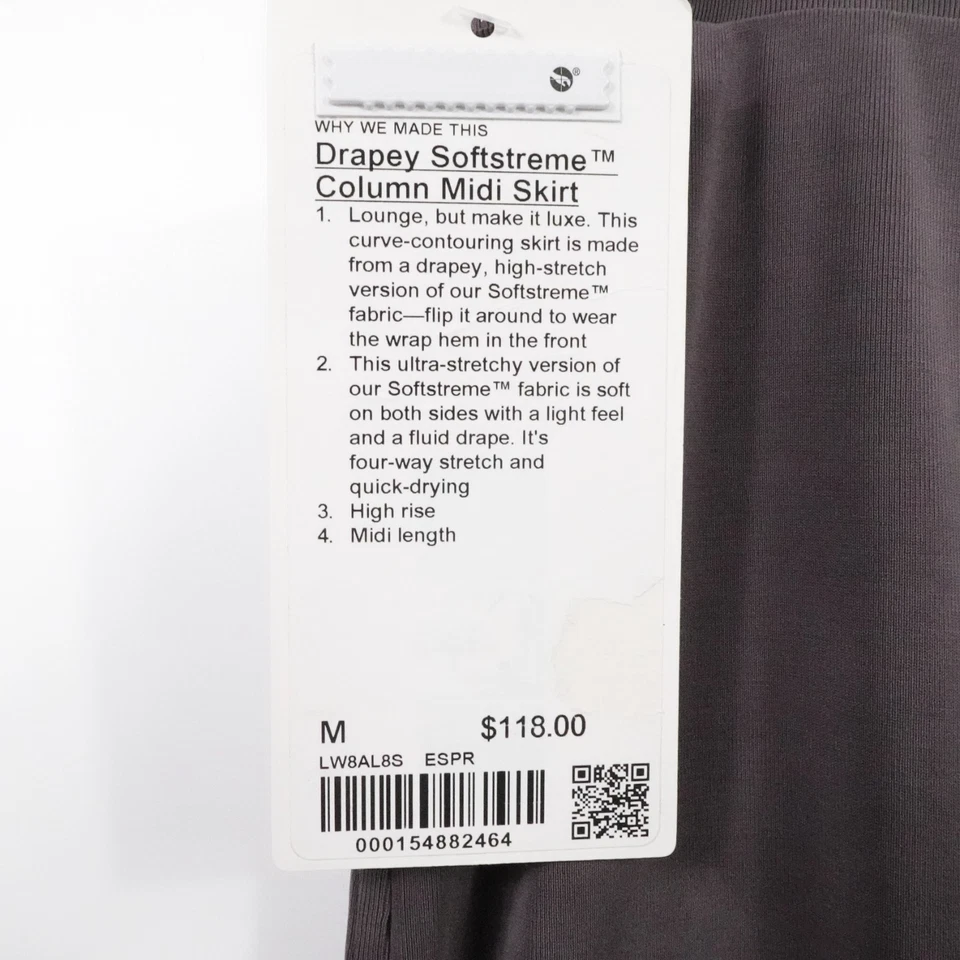 WHY WE MADE THIS
Drapey Softstreme™
Column Midi Skirt
1. Lounge, but make it luxe. This
curve-contouring skirt is made
from a drapey, high-stretch
version of our Softstreme™
fabric—flip it around to wear
the wrap hem in the front
2. This ultra-stretchy version of
our Softstreme™ fabric is soft
on both sides with a light feel
and a fluid drape. It's
four-way stretch and
quick-drying
3. High rise
4. Midi length
M $118.00
LW8AL8S ESPR
000154882464